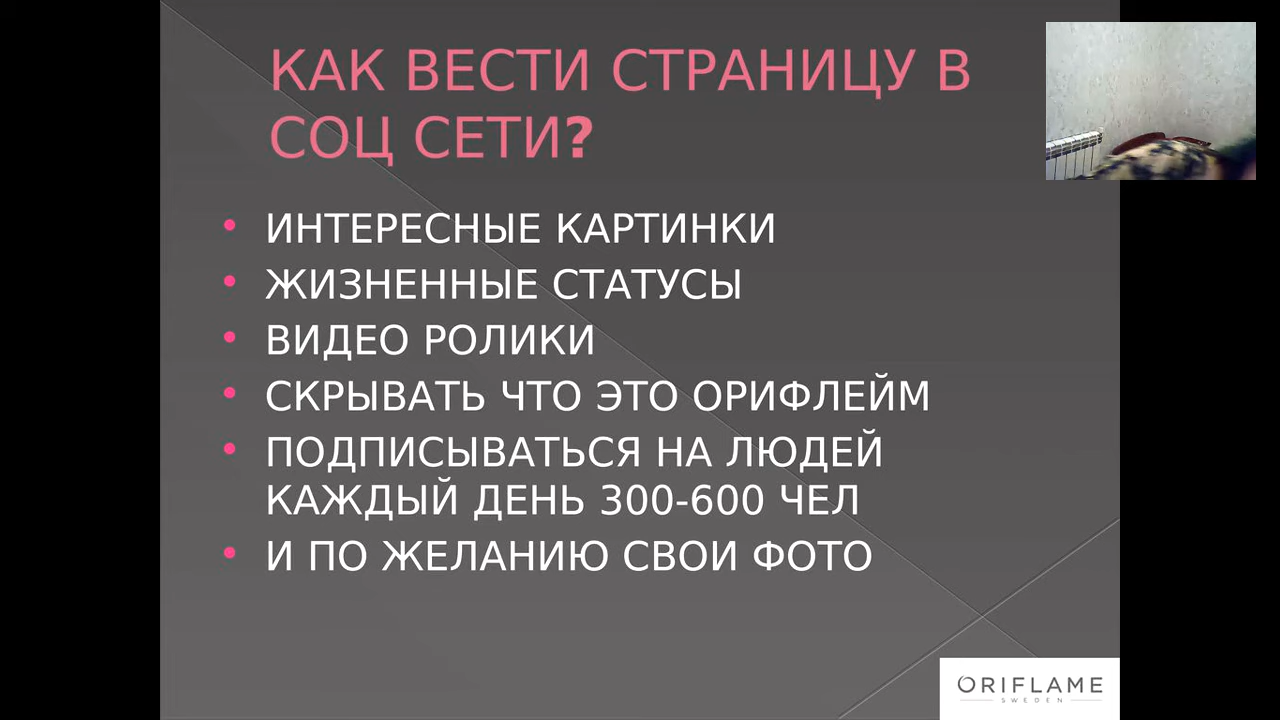 КАК ВЕСТИ СТРАНИЦУ В
СОЦ СЕТИ?
• ИНТЕРЕСНЫЕ КАРТИНКИ
• ЖИЗНЕННЫЕ СТАТУСЫ
• ВИДЕО РОЛИКИ
• СКРЫВАТЬ ЧТО ЭТО ОРИФЛЕЙМ
• ПОДПИСЫВАТЬСЯ НА ЛЮДЕЙ
КАЖДЫЙ ДЕНЬ 300-600 ЧЕЛ
• И ПО ЖЕЛАНИЮ СВОИ ФОТО
ORIFLAME
SWEDEN